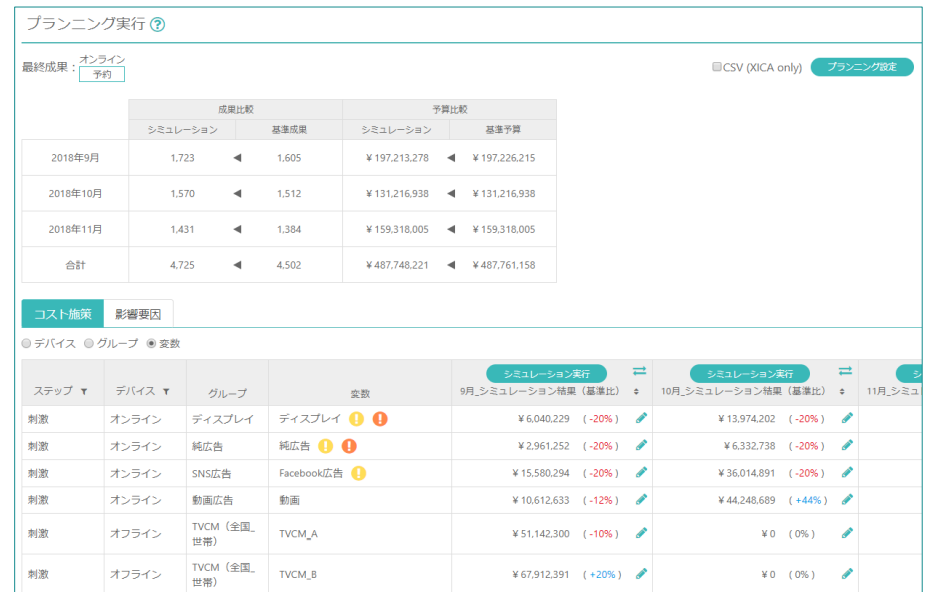 プランニング実行 ?
最終成果： オンライン
予約
CSV (XICA only) プランニング設定
成果比較 予算比較
シミュレーション 基準成果 シミュレーション 基準予算
2018年9月 1,723 ◀ 1,605 ¥ 197,213,278 ◀ ¥ 197,226,215
2018年10月 1,570 ◀ 1,512 ¥ 131,216,938 ◀ ¥ 131,216,938
2018年11月 1,431 ◀ 1,384 ¥ 159,318,005 ◀ ¥ 159,318,005
合計 4,725 ◀ 4,502 ¥ 487,748,221 ◀ ¥ 487,761,158
コスト施策 影響要因
デバイス グループ 変数
シミュレーション実行 シミュレーション実行 シ
ステップ デバイス グループ 変数 9月_シミュレーション結果（基準比） 10月_シミュレーション結果（基準比） 11月_シミュ
刺激 オンライン ディスプレイ ディスプレイ ! ! ¥ 6,040,229 ( -20% ) ¥ 13,974,202 ( -20% )
刺激 オンライン 純広告 純広告 ! ! ¥ 2,961,252 ( -20% ) ¥ 6,332,738 ( -20% )
刺激 オンライン SNS広告 Facebook広告 ! ¥ 15,580,294 ( -20% ) ¥ 36,014,891 ( -20% )
刺激 オンライン 動画広告 動画 ¥ 10,612,633 ( -12% ) ¥ 44,248,689 ( +44% )
刺激 オフライン TVCM（全国_
世帯） TVCM_A ¥ 51,142,300 ( -10% ) ¥ 0 ( 0% )
刺激 オフライン TVCM（全国_
世帯） TVCM_B ¥ 67,912,391 ( +20% ) ¥ 0 ( 0% )